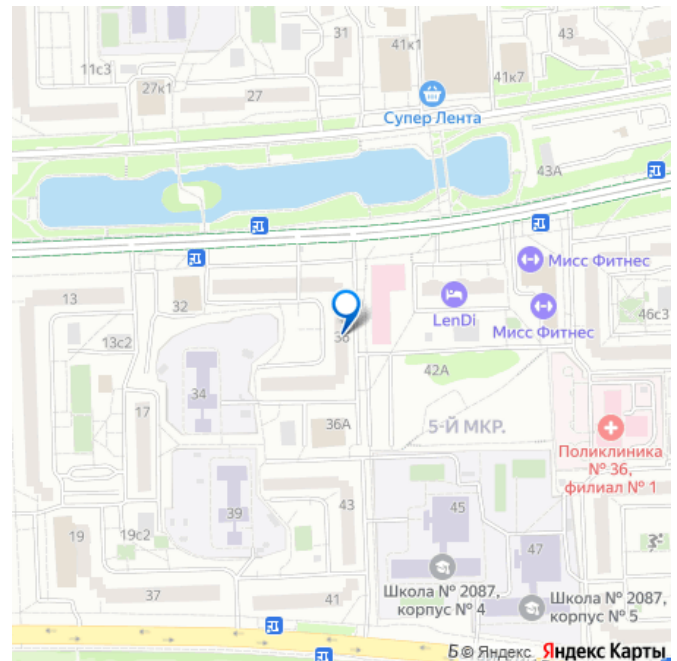 31
41к1
43
11с3
27к1
27
41к7
Супер Лента
43А
Мисс Фитнес
13
32
LenDi
Мисс Фитнес
46с3
13с2
38
34
42А
17
36А
5-Й МКР.
Поликлиника
№ 36,
филиал № 1
43
45
39
19
19с2
47
Школа № 2087,
корпус № 4
Школа № 2087,
корпус № 5
37
41
Б © Яндекс Яндекс Карты